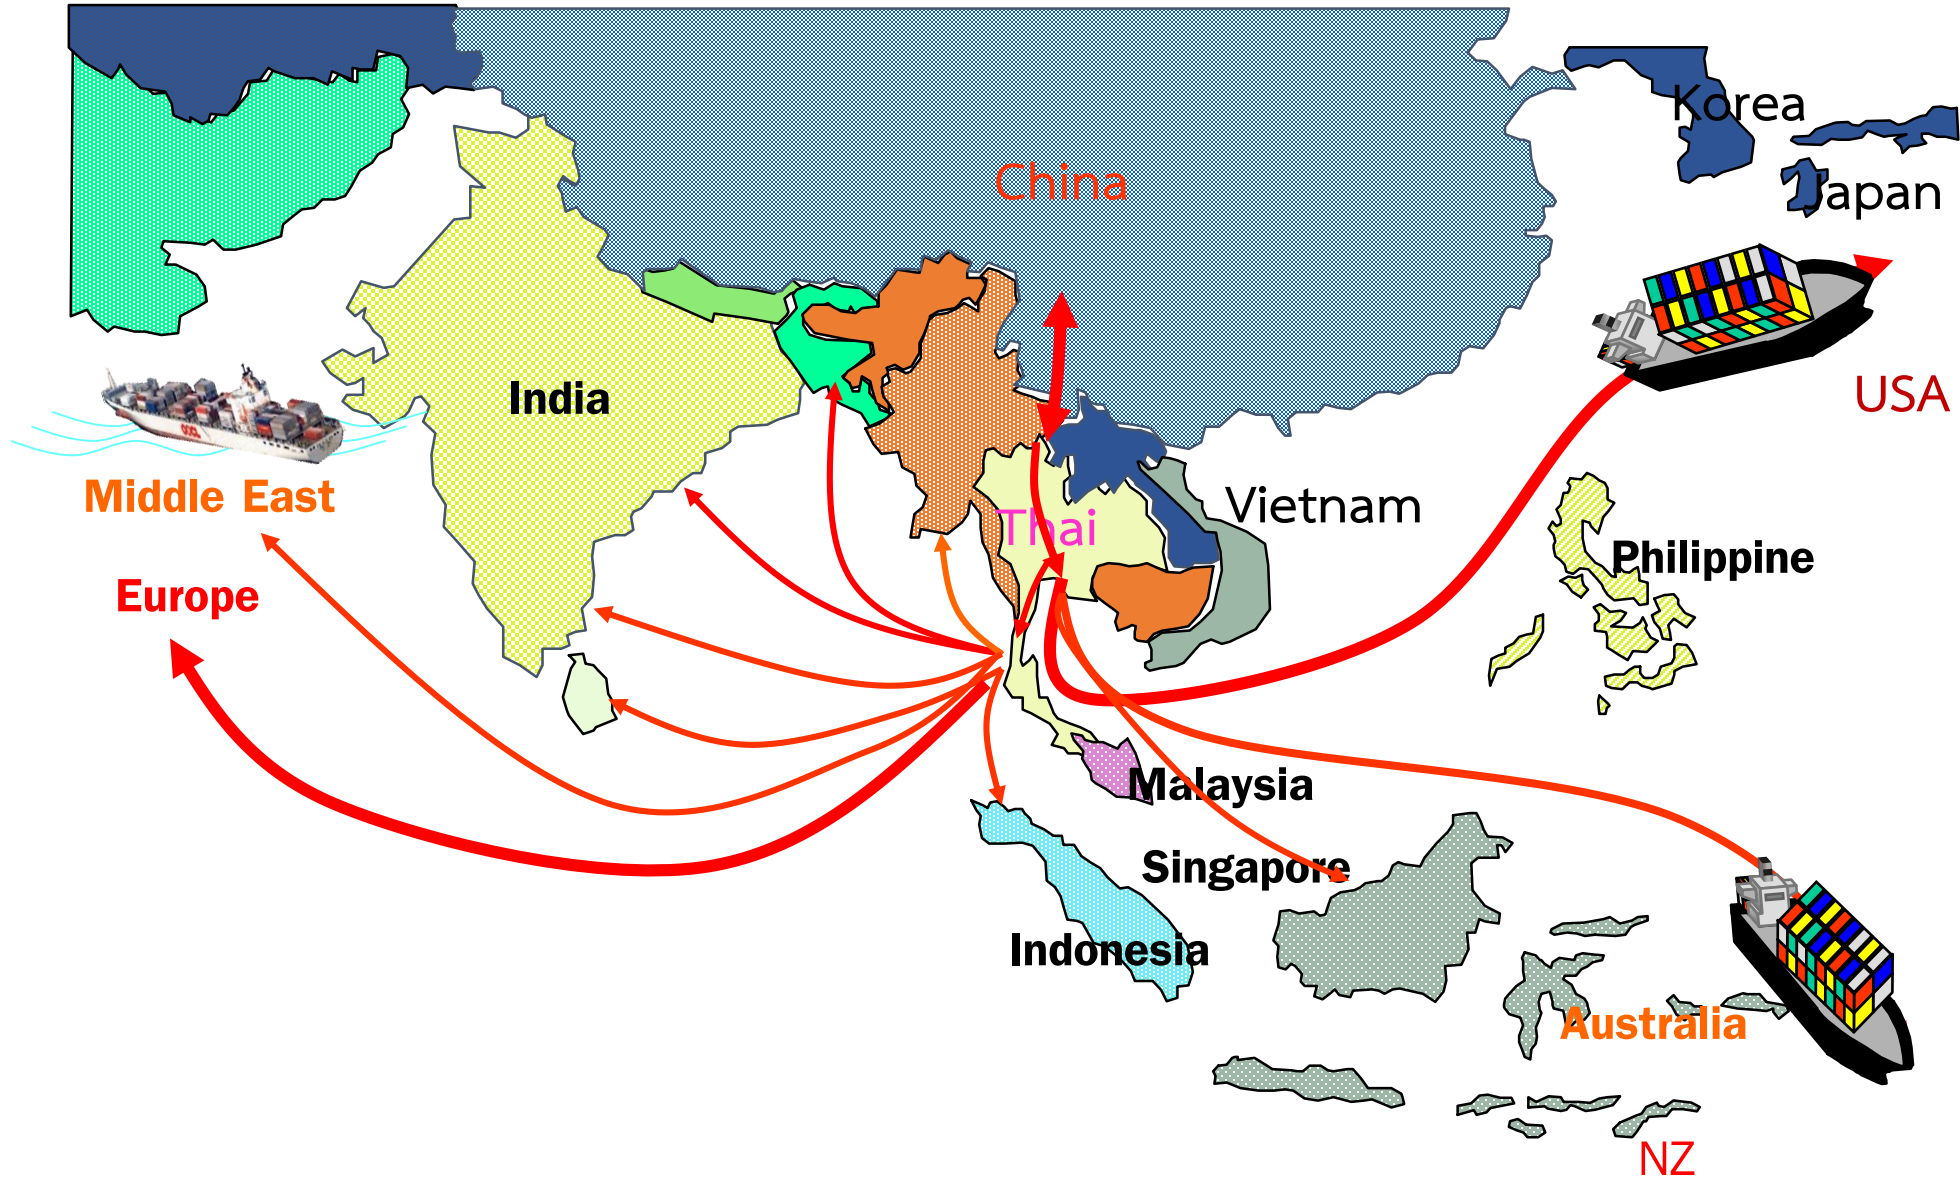 Korea
China
Japan
India
USA
Middle East
Vietnam
Thai
Philippine
Europe
Malaysia
Singapore
Indonesia
Australia
NZ